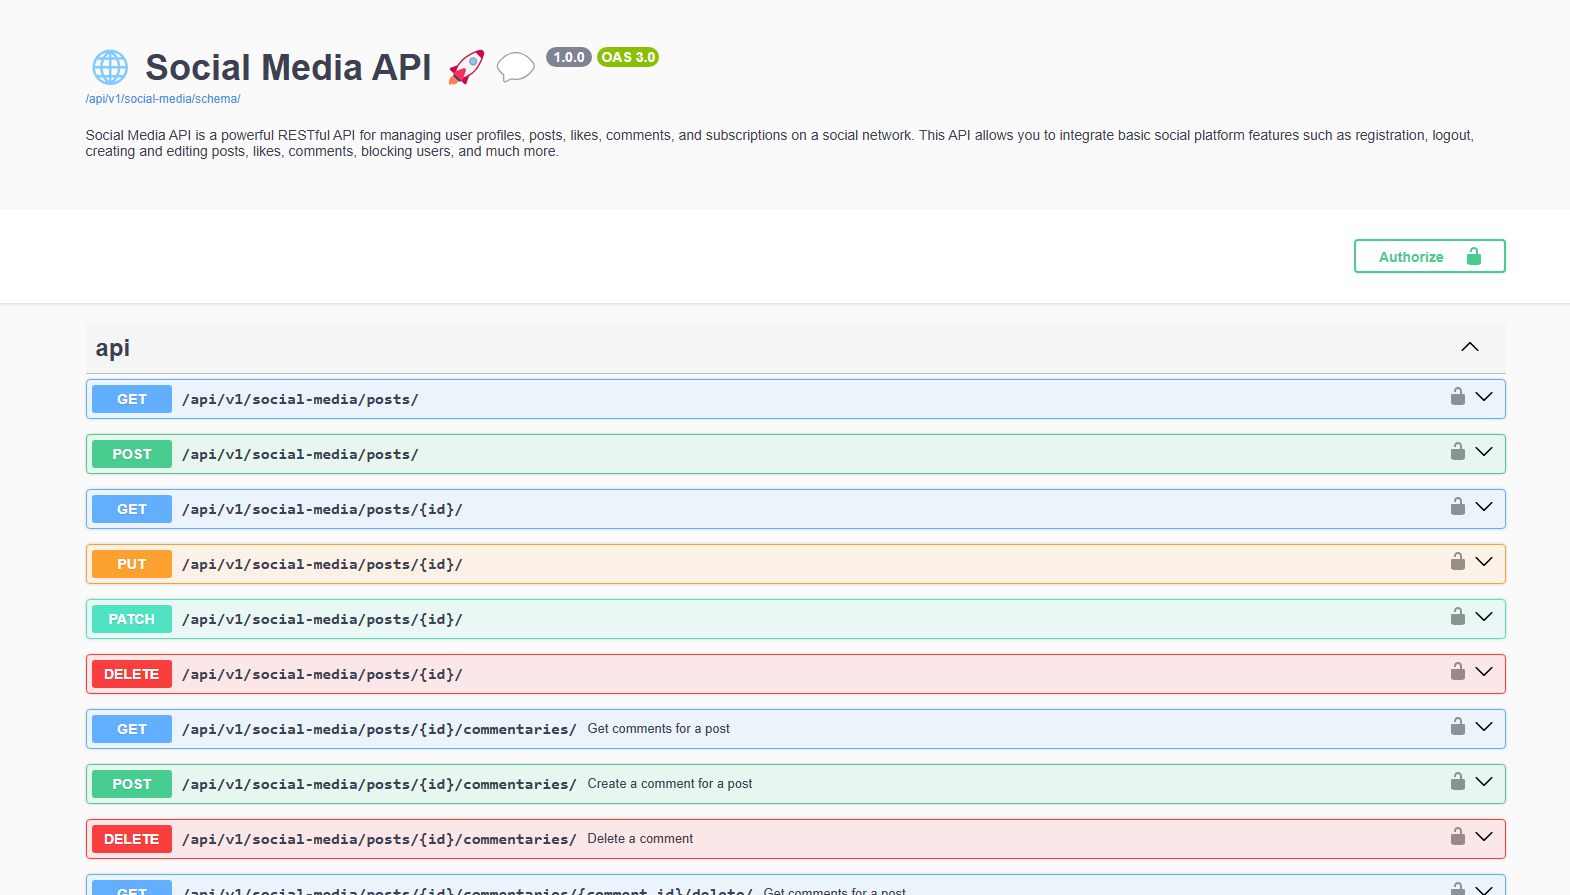 Social Media API 1.0.0 OAS 3.0
/api/v1/social-media/schema/
Social Media API is a powerful RESTful API for managing user profiles, posts, likes, comments, and subscriptions on a social network. This API allows you to integrate basic social platform features such as registration, logout,
creating and editing posts, likes, comments, blocking users, and much more.
Authorize
api
GET /api/v1/social-media/posts/
POST /api/v1/social-media/posts/
GET /api/v1/social-media/posts/{id}/
PUT /api/v1/social-media/posts/{id}/
PATCH /api/v1/social-media/posts/{id}/
DELETE /api/v1/social-media/posts/{id}/
GET /api/v1/social-media/posts/{id}/commentaries/ Get comments for a post
POST /api/v1/social-media/posts/{id}/commentaries/ Create a comment for a post
DELETE /api/v1/social-media/posts/{id}/commentaries/ Delete a comment
GET /api/v1/social-media/posts/{id}/commentaries/{comment_id}/delete/ Get comments for a post